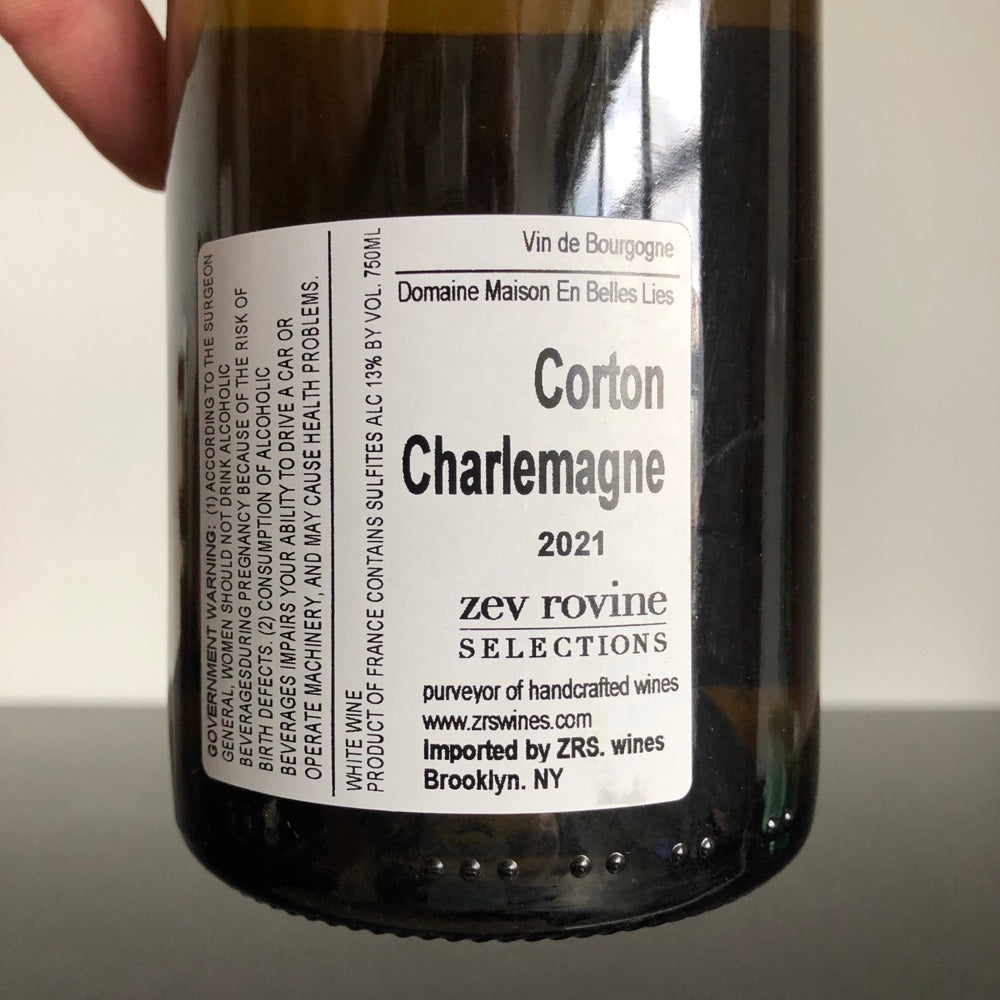 Vin de Bourgogne
Domaine Maison En Belles Lies
Corton
Charlemagne
2021
zev rovine
SELECTIONS
purveyor of handcrafted wines
www.zrswines.com
Imported by ZRS. wines
Brooklyn. NY
WHITE WINE
PRODUCT OF FRANCE CONTAINS SULFITES ALC 13% BY VOL. 750ML
GOVERNMENT WARNING: (1) ACCORDING TO THE SURGEON
GENERAL, WOMEN SHOULD NOT DRINK ALCOHOLIC
BEVERAGESDURING PREGNANCY BECAUSE OF THE RISK OF
BIRTH DEFECTS. (2) CONSUMPTION OF ALCOHOLIC
BEVERAGES IMPAIRS YOUR ABILITY TO DRIVE A CAR OR
OPERATE MACHINERY, AND MAY CAUSE HEALTH PROBLEMS.